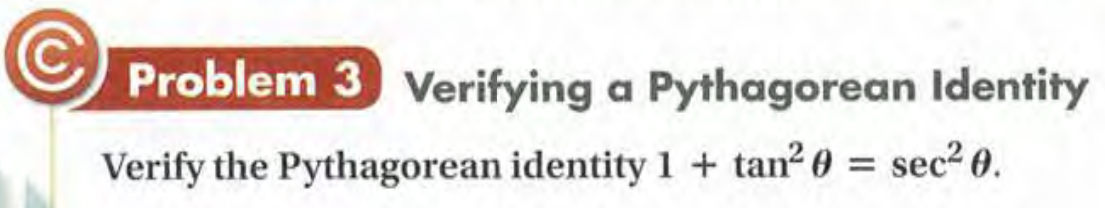 © Problem 3 Verifying a Pythagorean Identity
Verify the Pythagorean identity 1 + tan² θ = sec² θ.